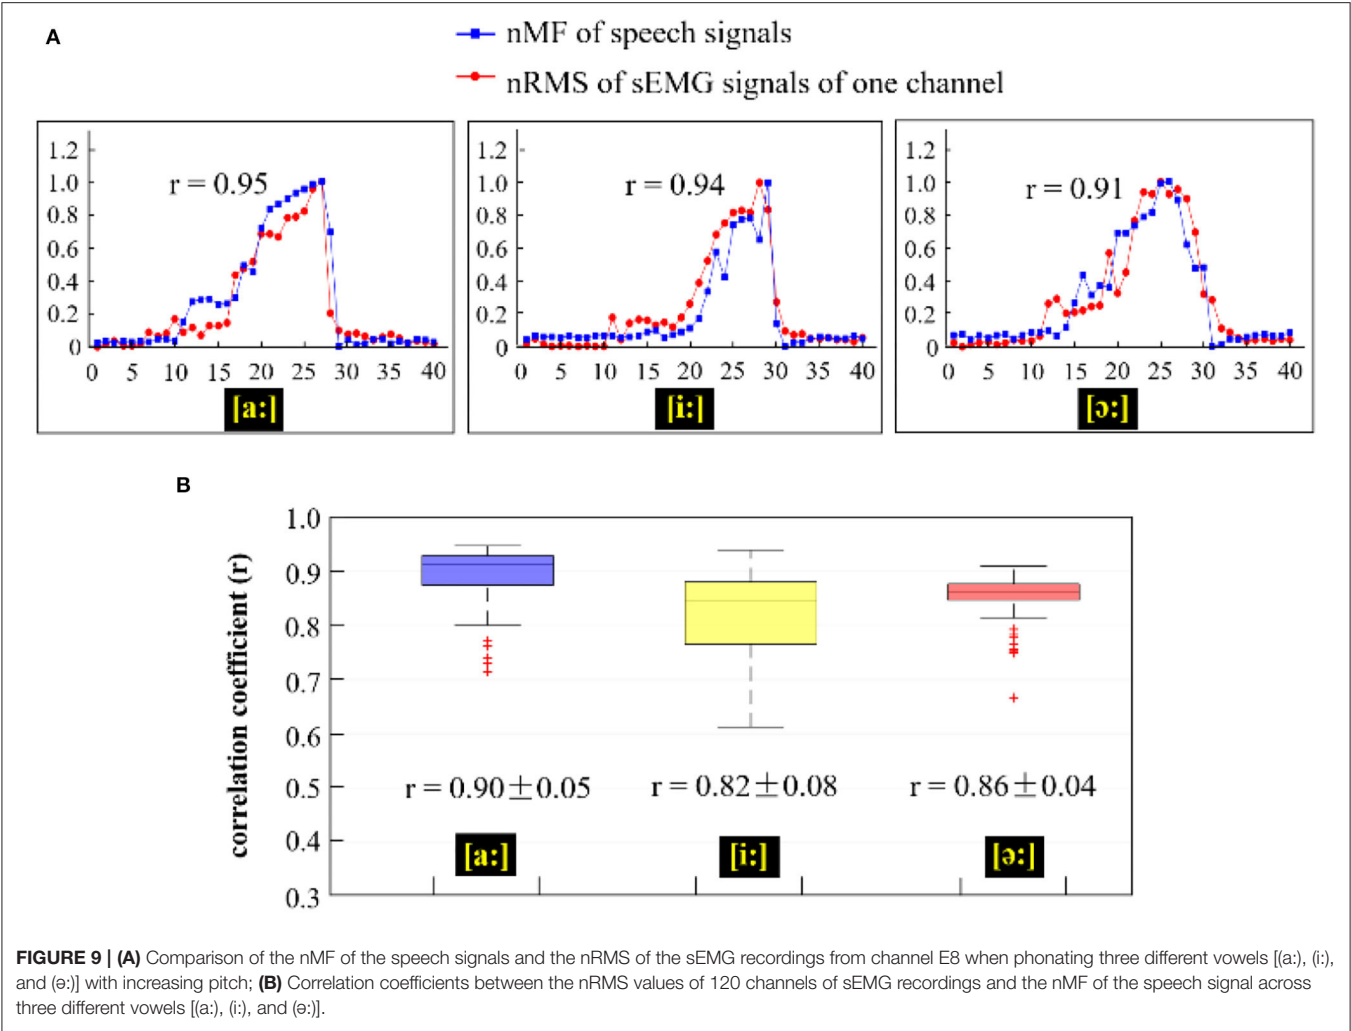 A
nMF of speech signals
nRMS of sEMG signals of one channel
1.2
1.0
0.8
0.6
0.4
0.2
0
r = 0.95
0 5 10 15 20 25 30 35 40
[a:]
1.2
1.0
0.8
0.6
0.4
0.2
0
r = 0.94
0 5 10 15 20 25 30 35 40
[i:]
1.2
1.0
0.8
0.6
0.4
0.2
0
r = 0.91
0 5 10 15 20 25 30 35 40
[ə:]
B
correlation coefficient (r)
1.0
0.9
0.8
0.7
0.6
0.5
0.4
0.3
r = 0.90±0.05 r = 0.82±0.08 r = 0.86±0.04
[a:] [i:] [ə:]
FIGURE 9 | (A) Comparison of the nMF of the speech signals and the nRMS of the sEMG recordings from channel E8 when phonating three different vowels [(a:), (i:),
and (ə:)] with increasing pitch; (B) Correlation coefficients between the nRMS values of 120 channels of sEMG recordings and the nMF of the speech signal across
three different vowels [(a:), (i:), and (ə:)].